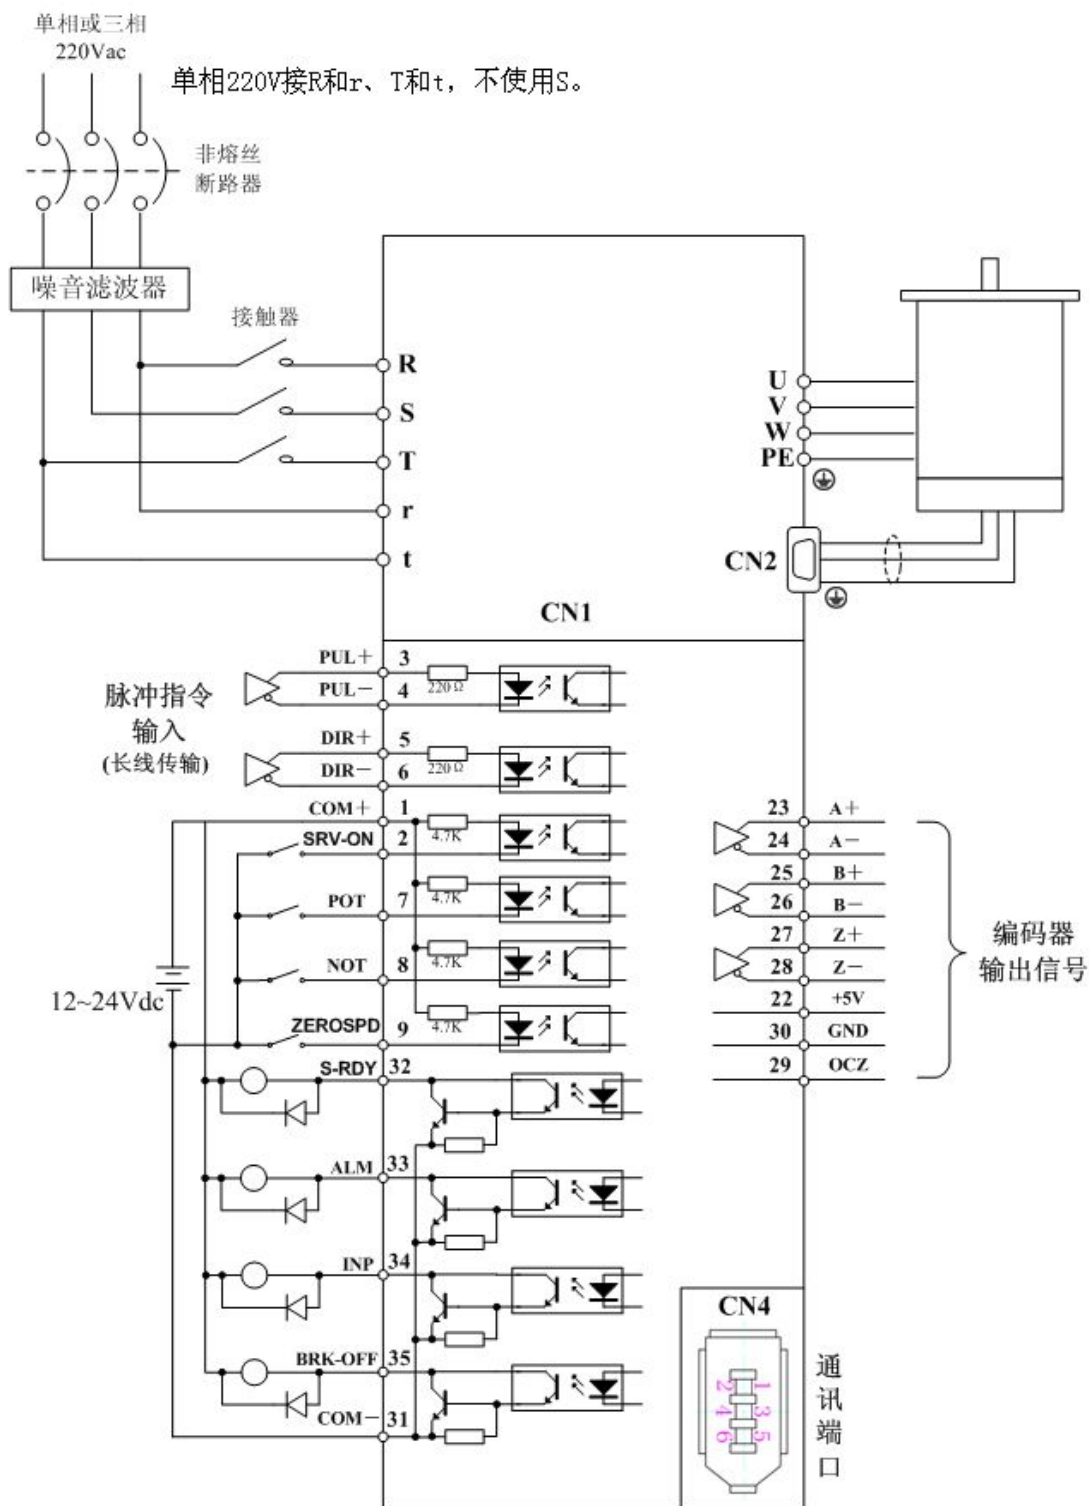 单相或三相
220Vac
单相220V接R和r、T和t，不使用S。
非熔丝
断路器
噪音滤波器
接触器
R
S
T
r
t
U
V
W
PE
CN2
CN1
脉冲指令
输入
(长线传输)
PUL+ 3
220Ω
PUL- 4
DIR+ 5
220Ω
DIR- 6
COM+ 1
4.7K
SRV-ON 2
4.7K
POT 7
4.7K
NOT 8
12~24Vdc
4.7K
ZEROSPD 9
S-RDY 32
ALM 33
INP 34
BRK-OFF 35
COM- 31
23 A+
24 A-
25 B+
26 B-
27 Z+
28 Z-
22 +5V
30 GND
29 OCZ
编码器
输出信号
CN4
2 1
4 3
6 5
通
讯
端
口